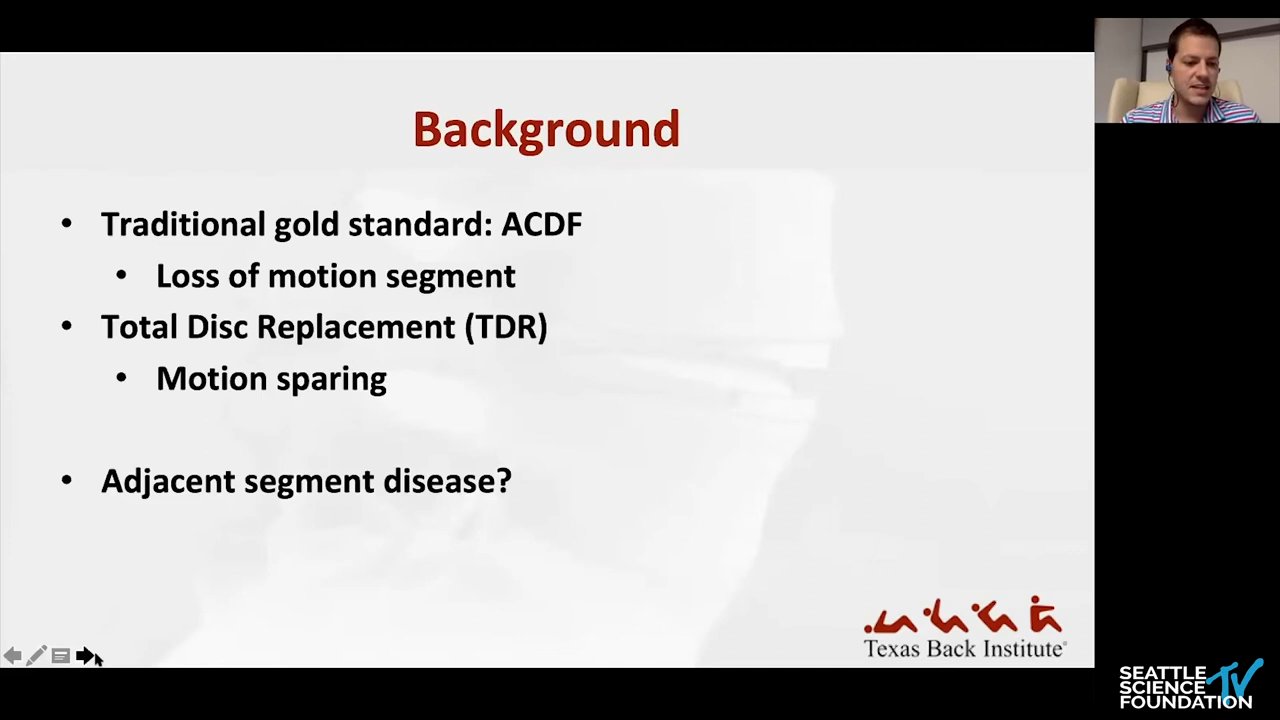 Background
• Traditional gold standard: ACDF
• Loss of motion segment
• Total Disc Replacement (TDR)
• Motion sparing
• Adjacent segment disease?
Texas Back Institute®
SEATTLE
SCIENCE
FOUNDATION
TV